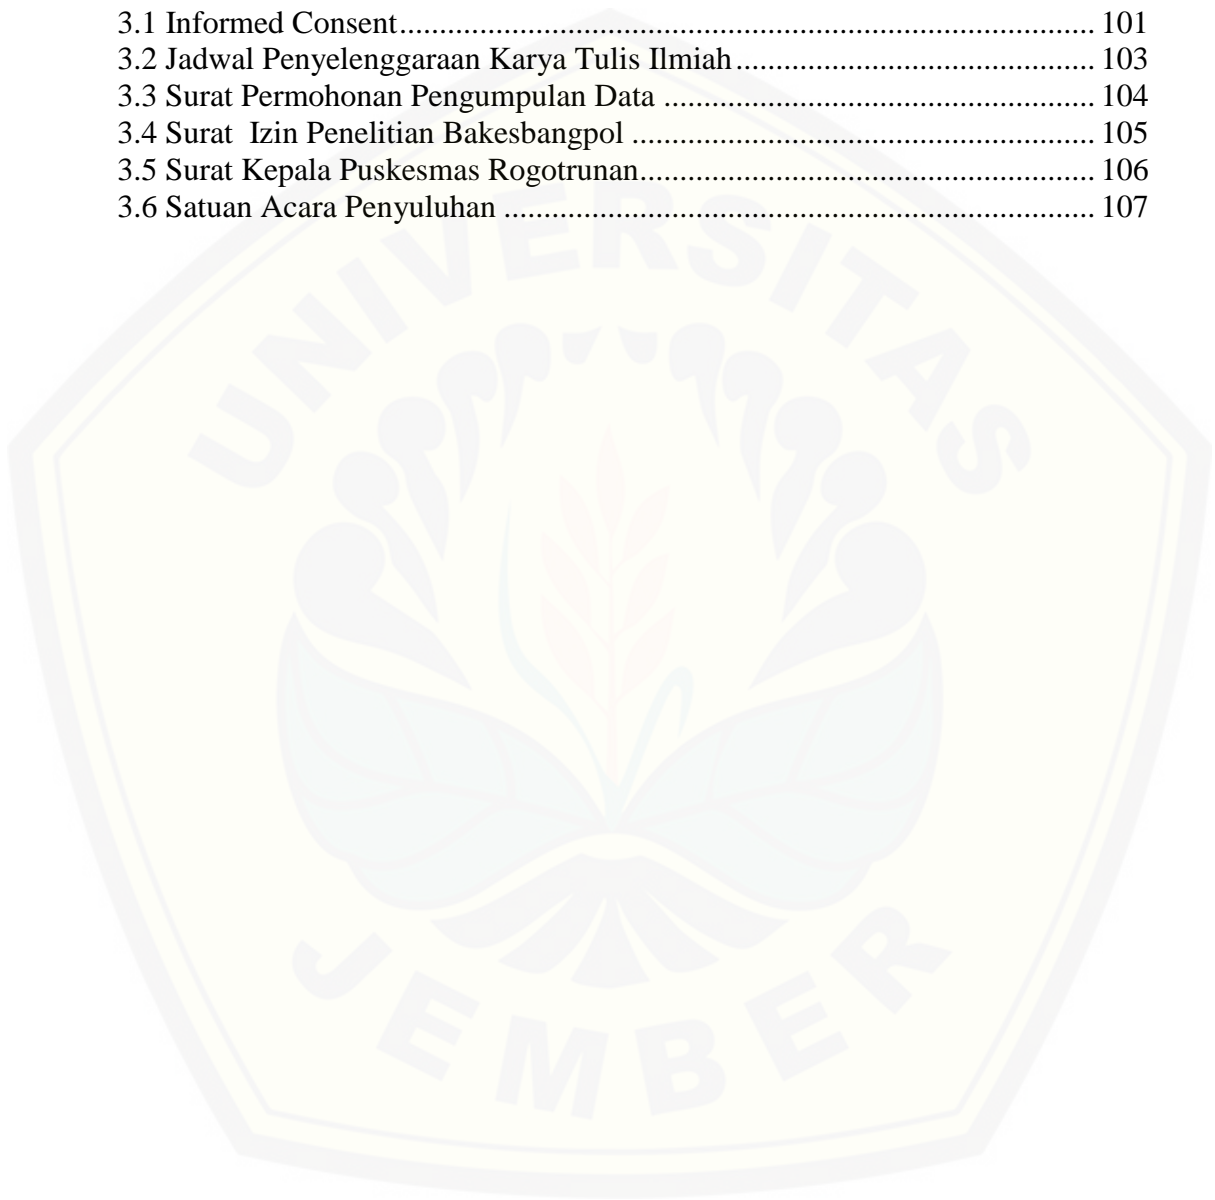 3.1 Informed Consent....................................................................................... 101
3.2 Jadwal Penyelenggaraan Karya Tulis Ilmiah ............................................. 103
3.3 Surat Permohonan Pengumpulan Data ...................................................... 104
3.4 Surat  Izin Penelitian Bakesbangpol .......................................................... 105
3.5 Surat Kepala Puskesmas Rogotrunan......................................................... 106
3.6 Satuan Acara Penyuluhan .......................................................................... 107
UNIVERSITAS
JEMBER